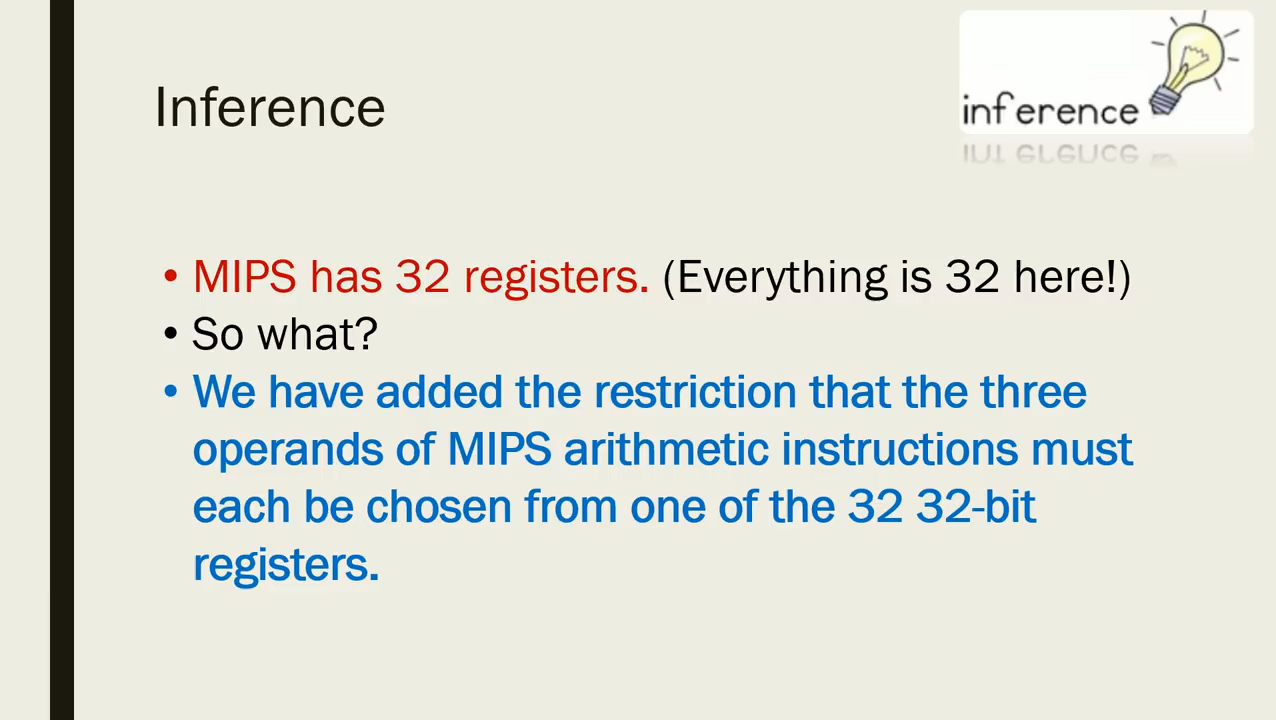 inference
Inference
• MIPS has 32 registers. (Everything is 32 here!)
• So what?
• We have added the restriction that the three
operands of MIPS arithmetic instructions must
each be chosen from one of the 32 32-bit
registers.